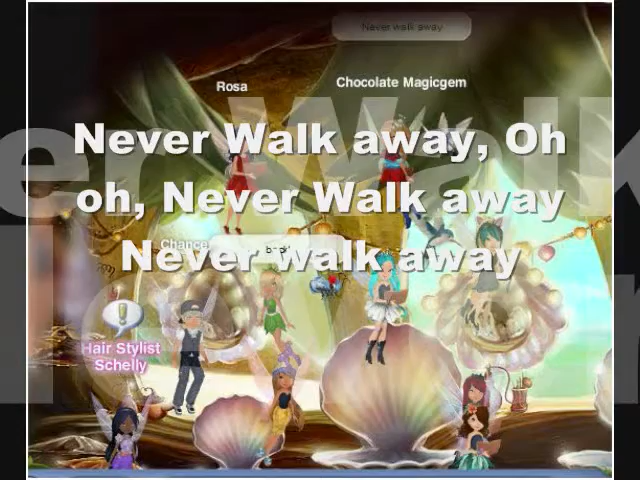 Never walk away
Rosa
Chocolate Magicgem
Never Walk away, Oh
oh, Never Walk away
Never walk away
Chance
Hair Stylist
Schelly